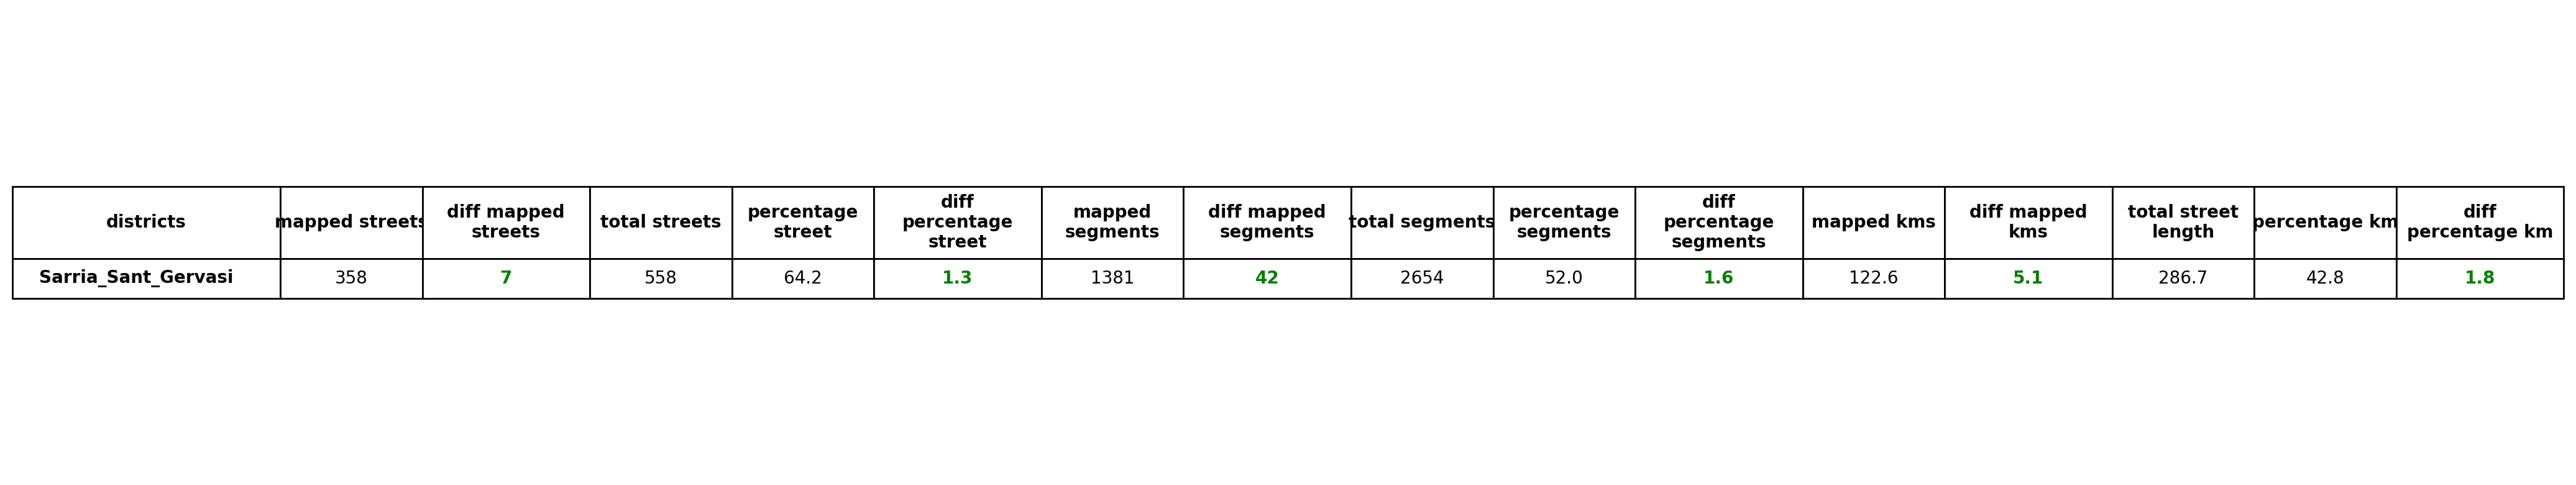 districts
mapped streets
diff mapped
streets
total streets
percentage
street
diff
percentage
street
mapped
segments
diff mapped
segments
total segments
percentage
segments
diff
percentage
segments
mapped kms
diff mapped
kms
total street
length
percentage km
diff
percentage km
Sarria_Sant_Gervasi 358 7 558 64.2 1.3 1381 42 2654 52.0 1.6 122.6 5.1 286.7 42.8 1.8